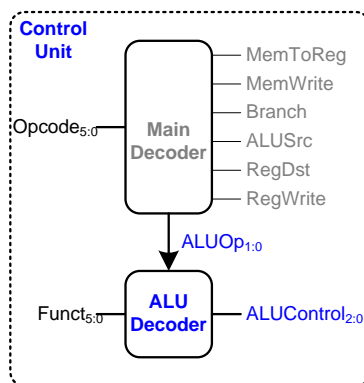 Control
Unit
MemToReg
MemWrite
Branch
ALUSrc
RegDst
RegWrite
Opcode5:0
Main
Decoder
ALUOp1:0
Funct5:0
ALU
Decoder
ALUControl2:0